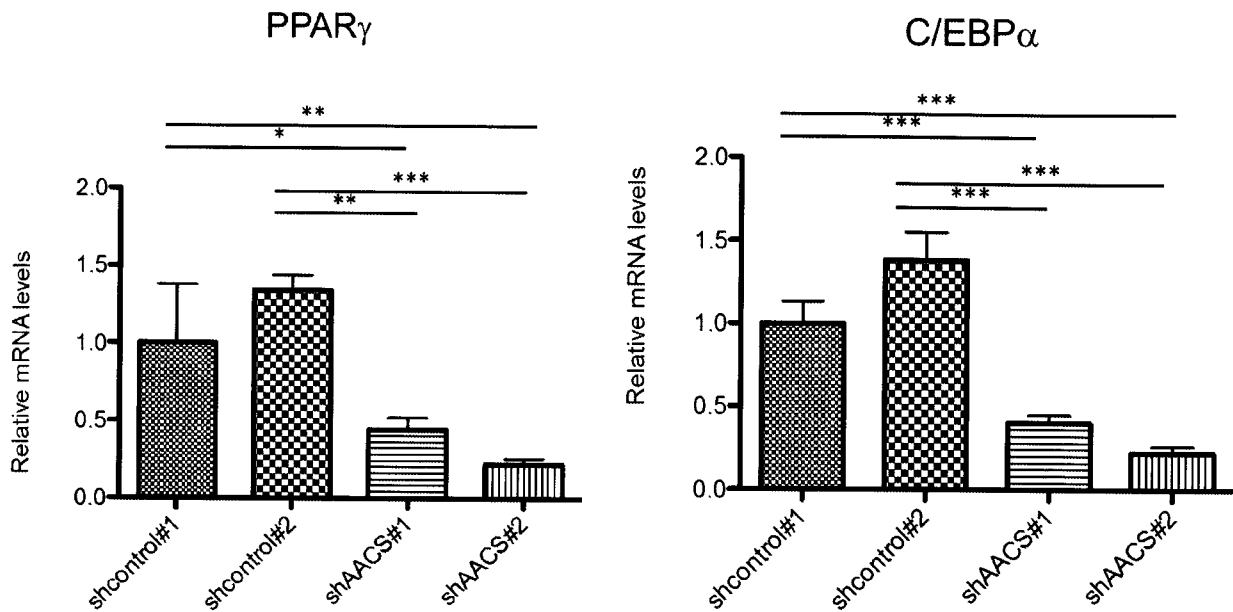 PPARγ
**
*
***
**
Relative mRNA levels
2.0
1.5
1.0
0.5
0.0
shcontrol#1
shcontrol#2
shAACS#1
shAACS#2
C/EBPα
***
***
***
***
Relative mRNA levels
2.0
1.5
1.0
0.5
0.0
shcontrol#1
shcontrol#2
shAACS#1
shAACS#2